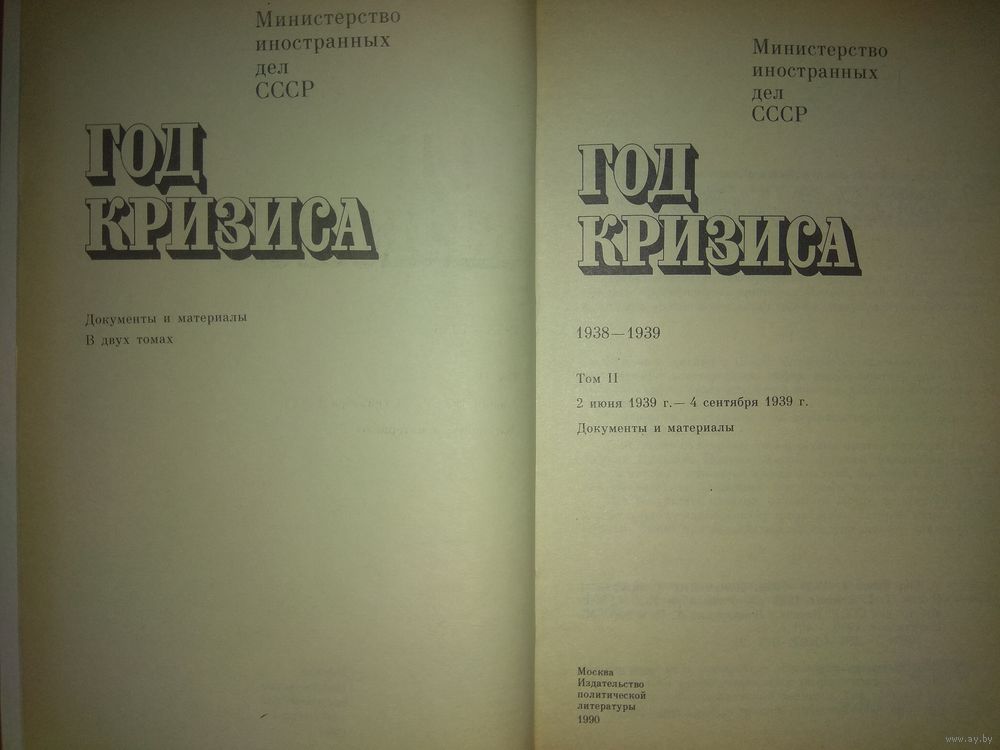 Министерство
иностранных
дел
СССР
ГОД
КРИЗИСА
Документы и материалы
В двух томах
Министерство
иностранных
дел
СССР
ГОД
КРИЗИСА
1938—1939
Том II
2 июня 1939 г.— 4 сентября 1939 г.
Документы и материалы
Москва
Издательство
политической
литературы
1990
www.ay.by